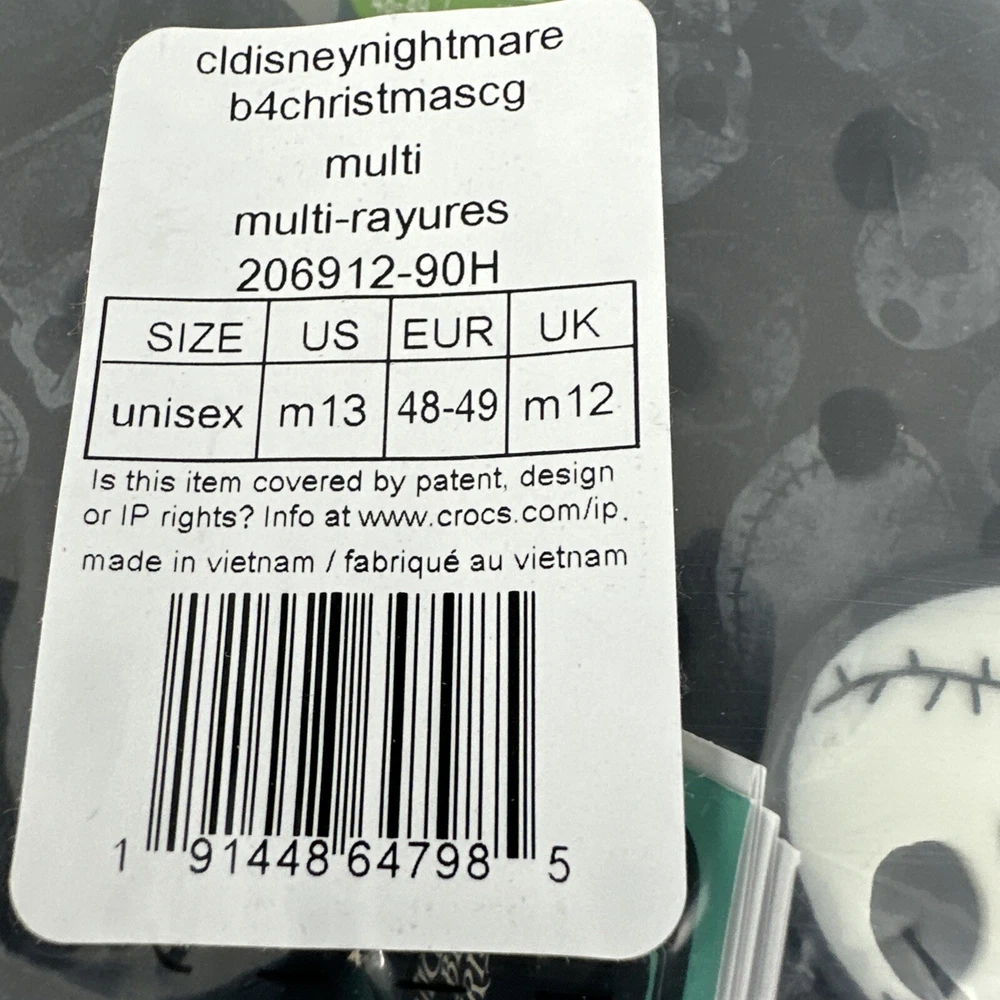 cldisneynightmare
b4christmascg
multi
multi-rayures
206912-90H
SIZE US EUR UK
unisex m13 48-49 m12
Is this item covered by patent, design
or IP rights? Info at www.crocs.com/ip.
made in vietnam / fabriqué au vietnam
1 91448 64798 5